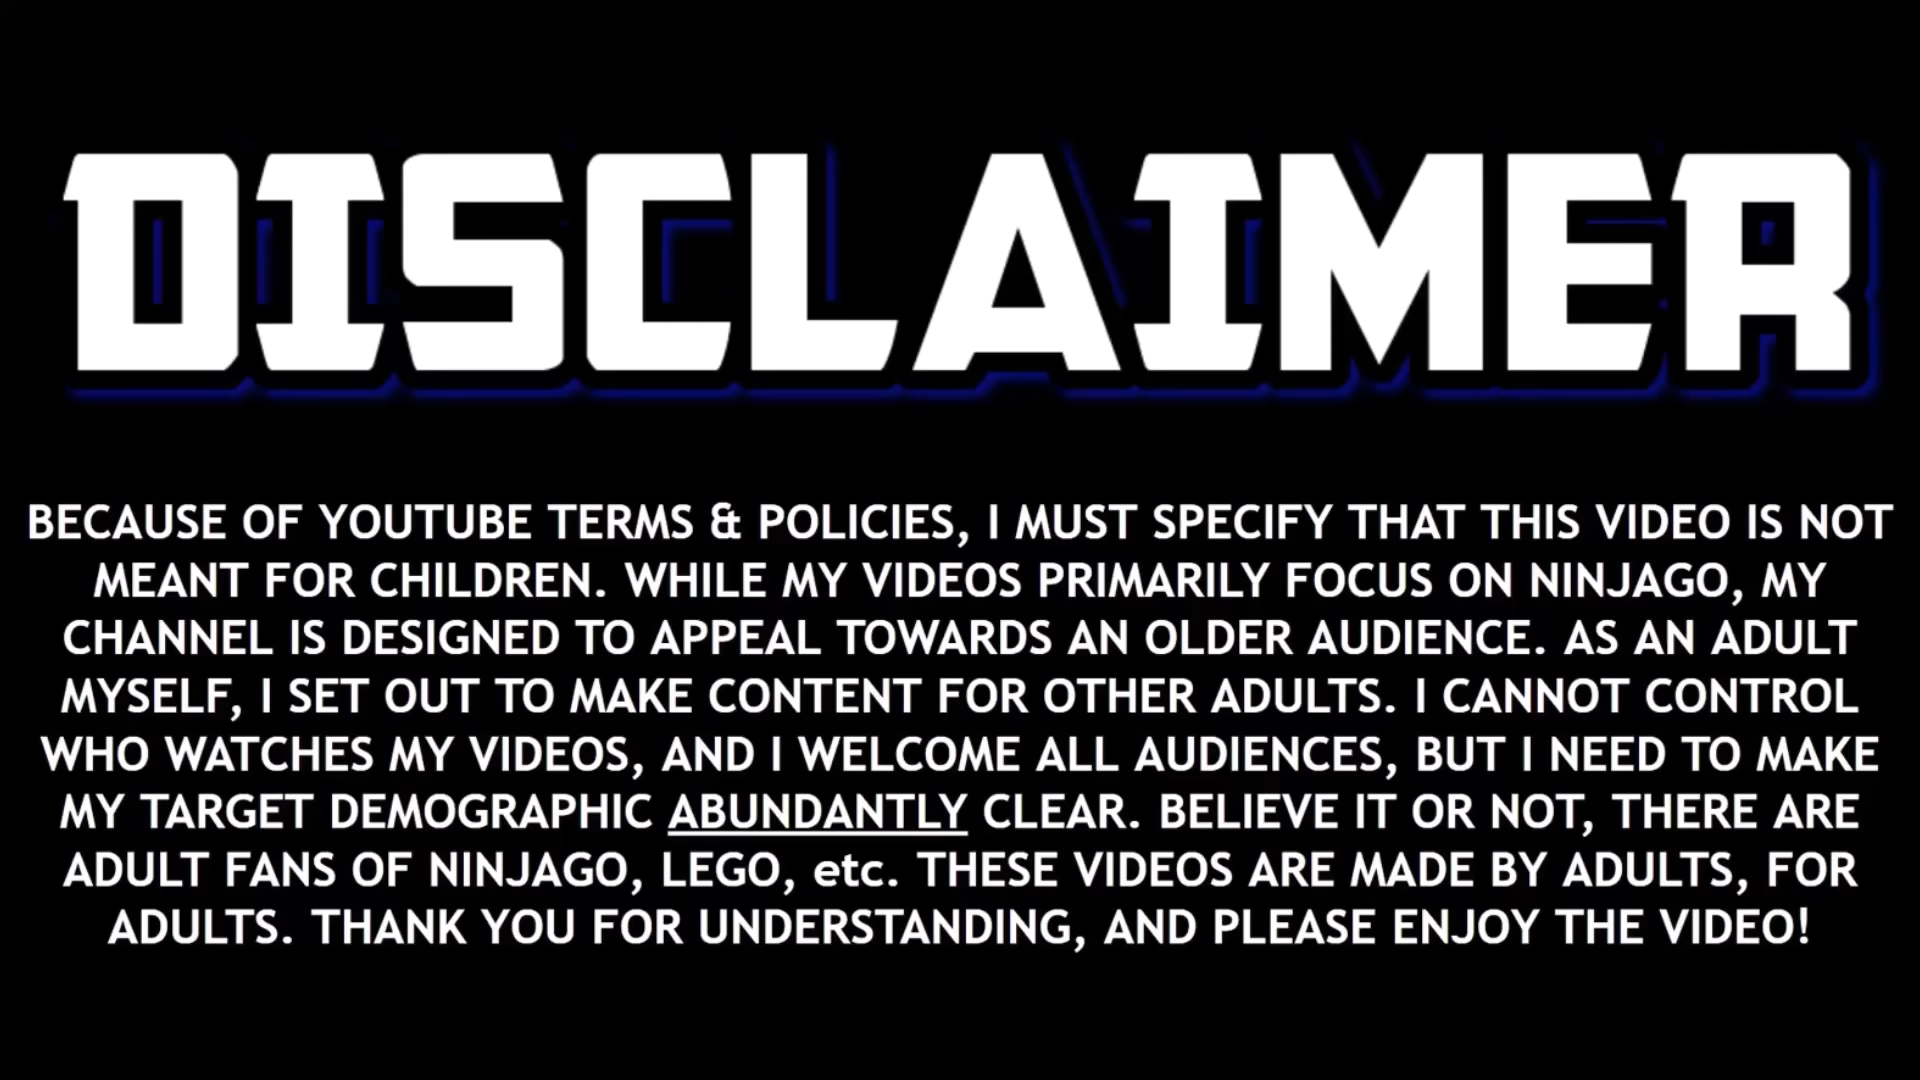 DISCLAIMER
BECAUSE OF YOUTUBE TERMS & POLICIES, I MUST SPECIFY THAT THIS VIDEO IS NOT
MEANT FOR CHILDREN. WHILE MY VIDEOS PRIMARILY FOCUS ON NINJAGO, MY
CHANNEL IS DESIGNED TO APPEAL TOWARDS AN OLDER AUDIENCE. AS AN ADULT
MYSELF, I SET OUT TO MAKE CONTENT FOR OTHER ADULTS. I CANNOT CONTROL
WHO WATCHES MY VIDEOS, AND I WELCOME ALL AUDIENCES, BUT I NEED TO MAKE
MY TARGET DEMOGRAPHIC ABUNDANTLY CLEAR. BELIEVE IT OR NOT, THERE ARE
ADULT FANS OF NINJAGO, LEGO, etc. THESE VIDEOS ARE MADE BY ADULTS, FOR
ADULTS. THANK YOU FOR UNDERSTANDING, AND PLEASE ENJOY THE VIDEO!